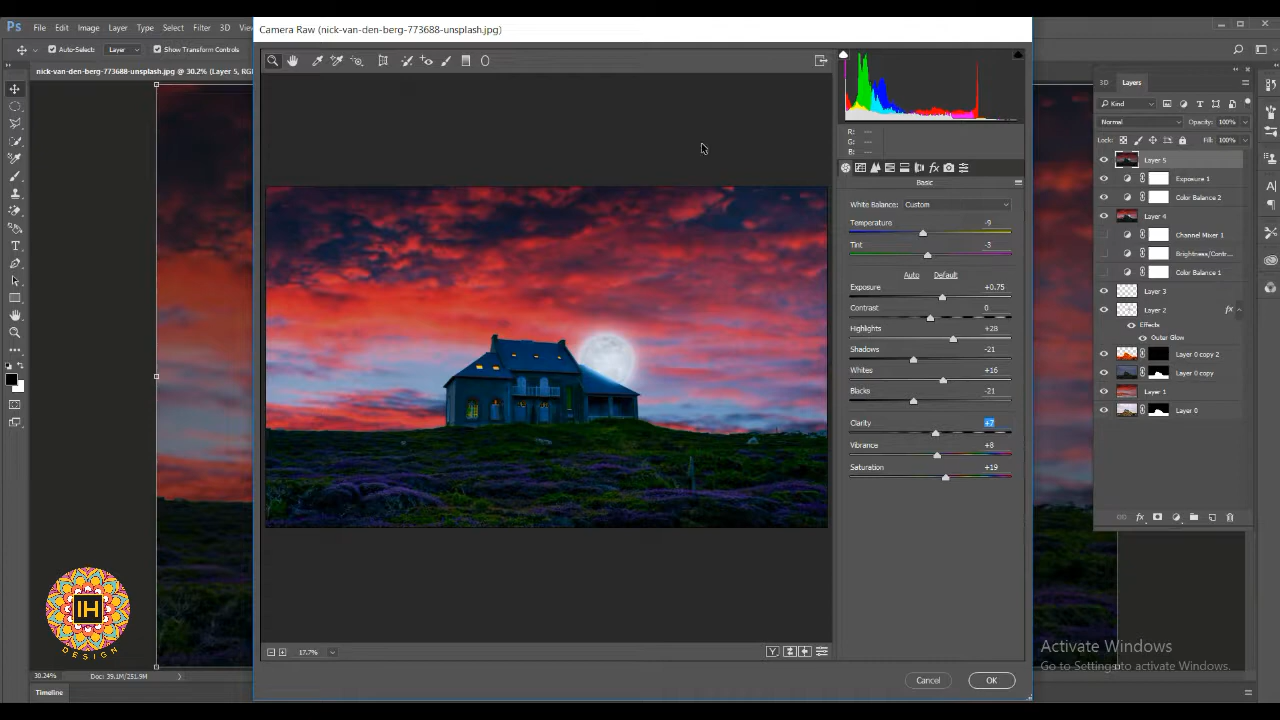 Camera Raw (nick-van-den-berg-773688-unsplash.jpg)
Ps File Edit Image Layer Type Select Filter 3D
Auto-Select: Layer Show Transform Controls
nick-van-den-berg-773688-unsplash.jpg @ 30.2% (Layer 5, RG
R: ---
G: ---
B: ---
Basic
White Balance: Custom
Temperature -9
Tint -3
Auto Default
Exposure +0.75
Contrast 0
Highlights +28
Shadows -21
Whites +16
Blacks -21
Clarity +7
Vibrance +8
Saturation +19
17.7%
Cancel OK
3D Layers
Kind
Normal Opacity: 100%
Lock: Fill: 100%
Layer 5
Exposure 1
Color Balance 2
Layer 4
Channel Mixer 1
Brightness/Contr...
Color Balance 1
Layer 3
Layer 2 fx
Effects
Outer Glow
Layer 0 copy 2
Layer 0 copy
Layer 1
Layer 0
IH
DESIGN
Activate Windows
Go to Settings to activate Windows.
30.24% Doc: 39.1M/251.9M
Timeline